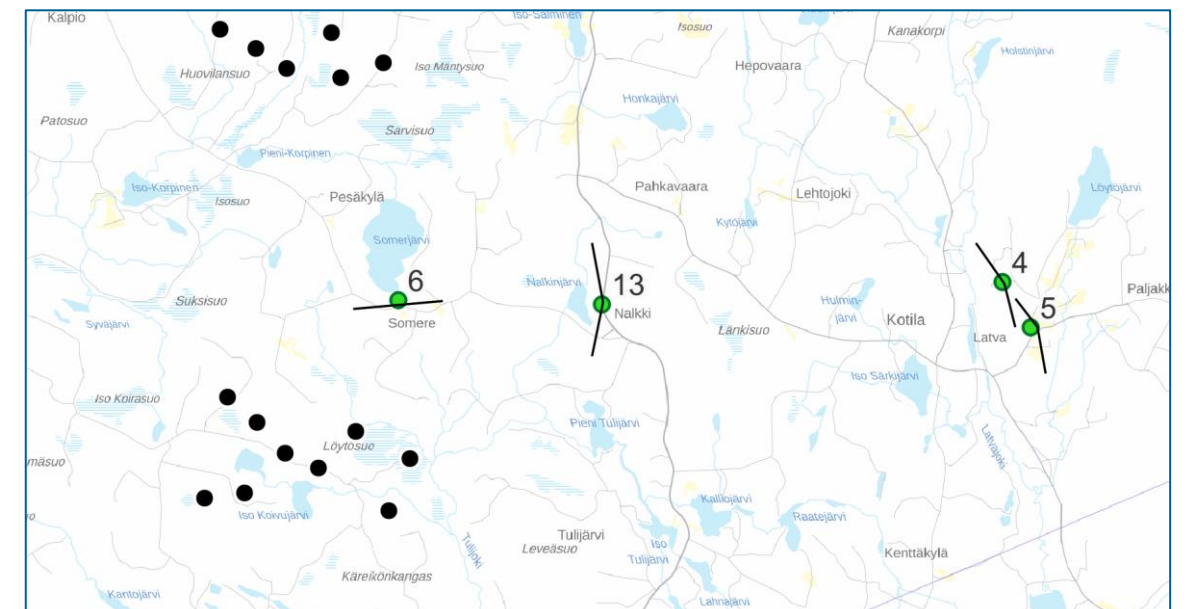 Kalpio
Iso-Salminen
Isosuo
Kanakorpi
Holstinjärvi
Huovilansuo
Iso Mäntysuo
Hepovaara
Honkajärvi
Patosuo
Sarvisuo
Pieni-Korpinen
Iso-Korpinen
Isosuo
Pesäkylä
Pahkavaara
Lehtojoki
Löytöjärvi
Kytöjärvi
Somerjärvi
6
13
4
Nalkinjärvi
Nalkki
Suksisuo
Somere
Hulmin-
järvi
Kotila
5
Paljakk
Syväjärvi
Länkisuo
Latva
Iso Särkijärvi
Iso Koirasuo
Pieni Tulijärvi
Löytösuo
Latvajoki
mäsuo
Iso Koivujärvi
Kalliojärvi
Raatejärvi
Tulijoki
Tulijärvi
Leveäsuo
Iso
Tulijärvi
Kenttäkylä
Käreikönkangas
Kantojärvi
Lahnajärvi